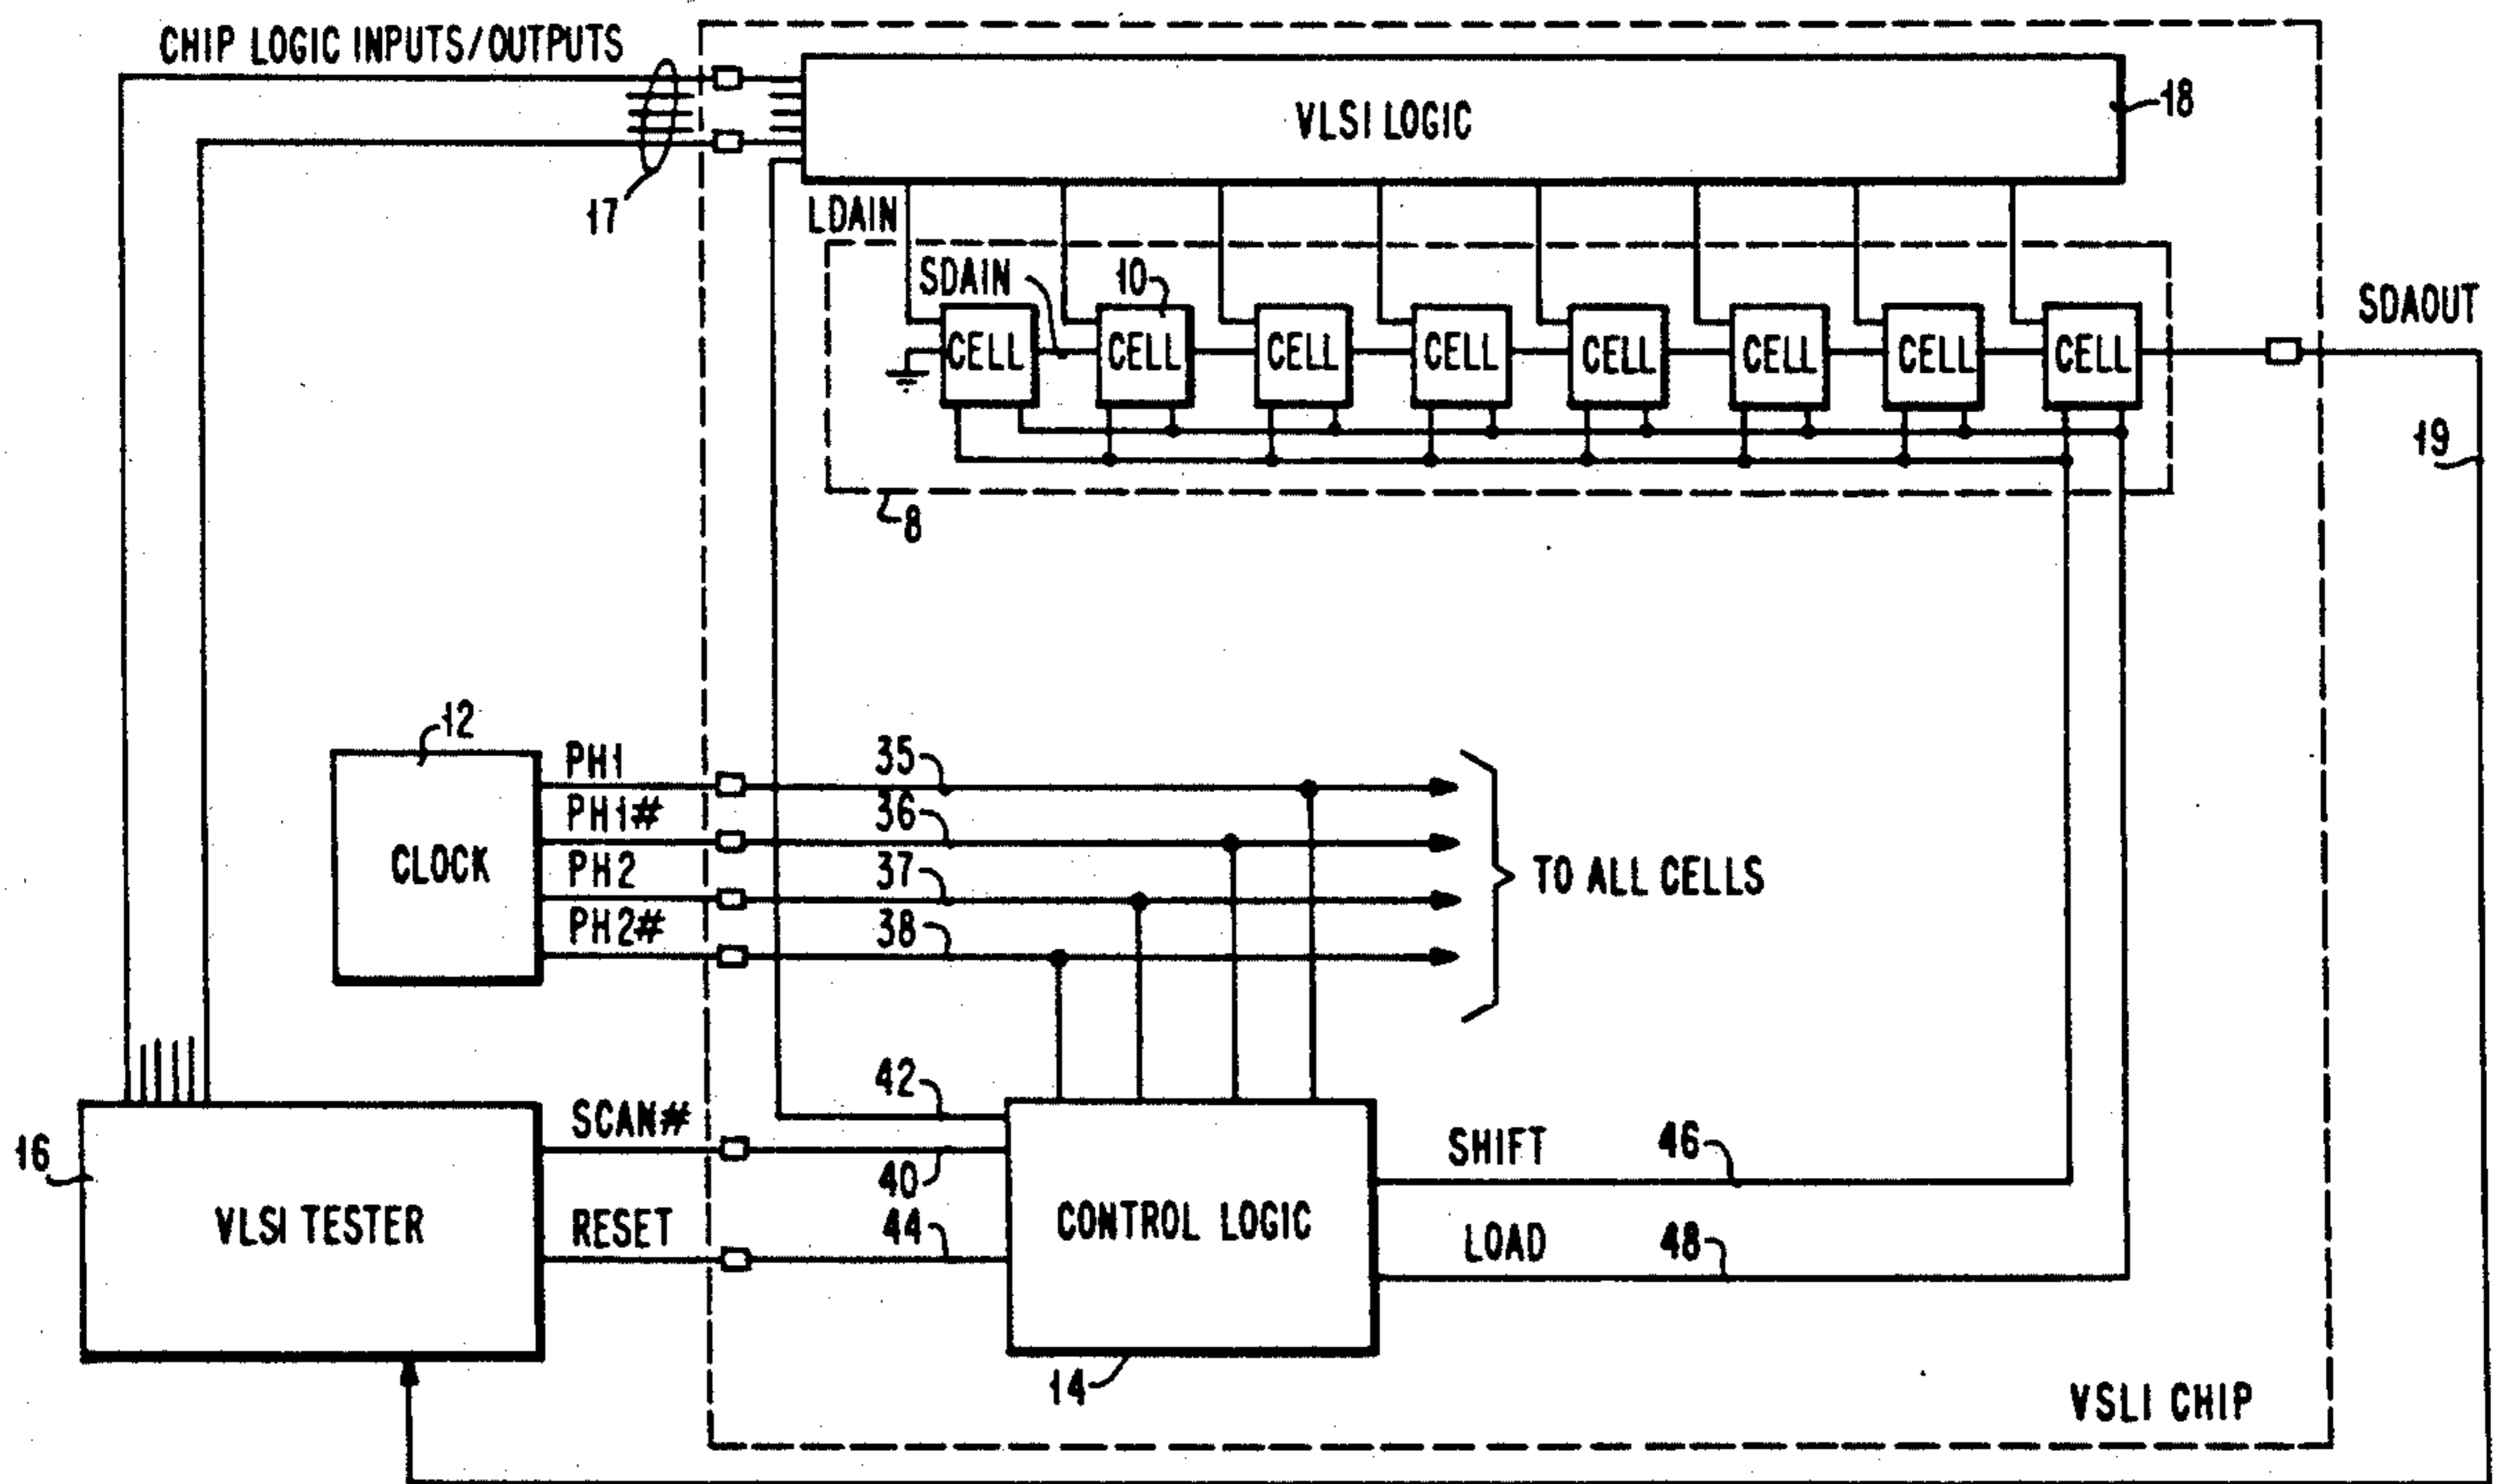 CHIP LOGIC INPUTS/OUTPUTS
VLSI LOGIC
18
17
LDAIN
SDAIN
10
SDAOUT
CELL CELL CELL CELL CELL CELL CELL CELL
19
8
12
PH1
35
PH1#
36
CLOCK
PH2
37
TO ALL CELLS
PH2#
38
42
SCAN#
16
40
SHIFT
46
VLSI TESTER
RESET
44
CONTROL LOGIC
LOAD
48
14
VSLI CHIP